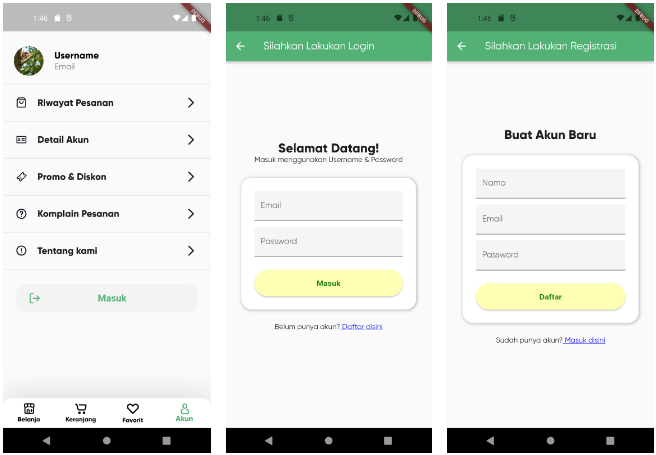 1:46
DEBUG
Username
Email
Riwayat Pesanan
Detail Akun
Promo & Diskon
Komplain Pesanan
Tentang kami
Masuk
Belanja
Keranjang
Favorit
Akun
1:46
DEBUG
Silahkan Lakukan Login
Selamat Datang!
Masuk menggunakan Username & Password
Email
Password
Masuk
Belum punya akun? Daftar disini
1:46
DEBUG
Silahkan Lakukan Registrasi
Buat Akun Baru
Nama
Email
Password
Daftar
Sudah punya akun? Masuk disini